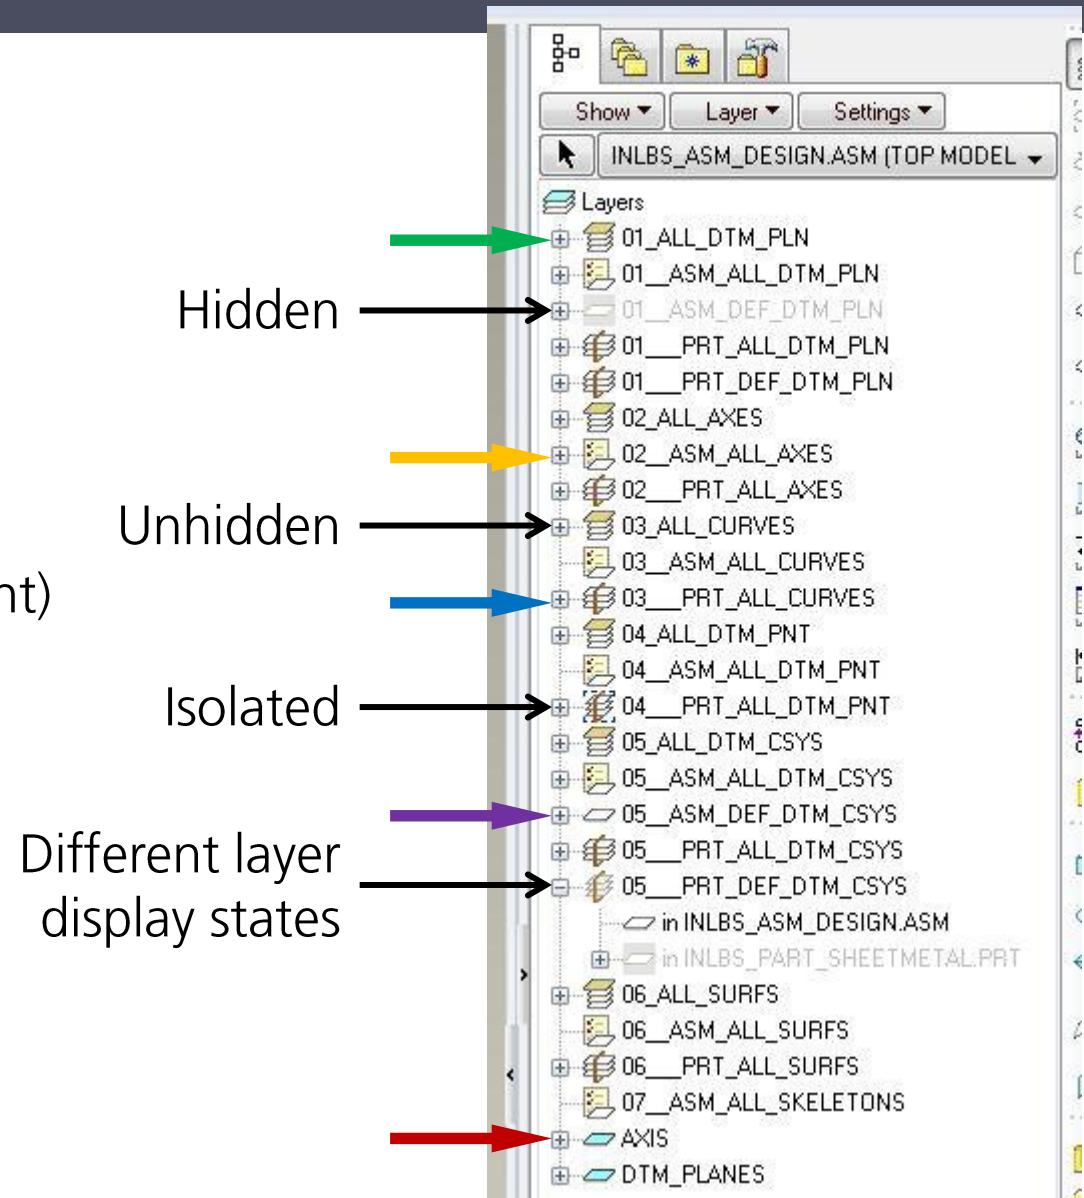 Show
Layer
Settings
INLBS_ASM_DESIGN.ASM (TOP MODEL
Layers
01_ALL_DTM_PLN
01__ASM_ALL_DTM_PLN
Hidden
01__ASM_DEF_DTM_PLN
01___PRT_ALL_DTM_PLN
01___PRT_DEF_DTM_PLN
02_ALL_AXES
02__ASM_ALL_AXES
02___PRT_ALL_AXES
Unhidden
03_ALL_CURVES
03__ASM_ALL_CURVES
nt)
03___PRT_ALL_CURVES
04_ALL_DTM_PNT
04__ASM_ALL_DTM_PNT
Isolated
04___PRT_ALL_DTM_PNT
05_ALL_DTM_CSYS
05__ASM_ALL_DTM_CSYS
05__ASM_DEF_DTM_CSYS
05___PRT_ALL_DTM_CSYS
Different layer
display states
05___PRT_DEF_DTM_CSYS
in INLBS_ASM_DESIGN.ASM
in INLBS_PART_SHEETMETAL.PRT
06_ALL_SURFS
06__ASM_ALL_SURFS
06___PRT_ALL_SURFS
07__ASM_ALL_SKELETONS
AXIS
DTM_PLANES